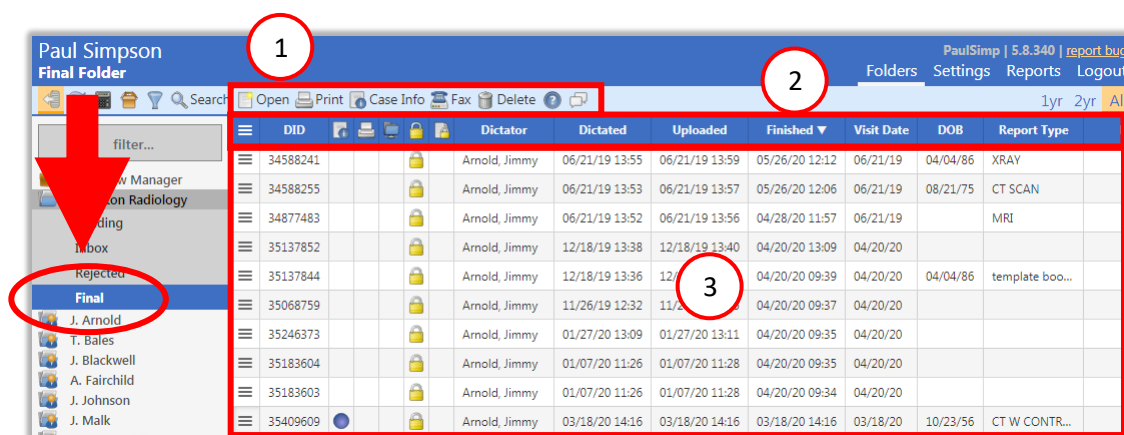 Paul Simpson
Final Folder
1
2
PaulSimp | 5.8.340 | report bug
Folders Settings Reports Logout
Search Open Print Case Info Fax Delete
1yr 2yr All
filter...
DID Dictator Dictated Uploaded Finished ▼ Visit Date DOB Report Type
34588241 Arnold, Jimmy 06/21/19 13:55 06/21/19 13:59 05/26/20 12:12 06/21/19 04/04/86 XRAY
Manager
34588255 Arnold, Jimmy 06/21/19 13:53 06/21/19 13:57 05/26/20 12:06 06/21/19 08/21/75 CT SCAN
Radiology
34877483 Arnold, Jimmy 06/21/19 13:52 06/21/19 13:56 04/28/20 11:57 06/21/19 MRI
Inbox
35137852 Arnold, Jimmy 12/18/19 13:38 12/18/19 13:40 04/20/20 13:09 04/20/20
Rejected
35137844 Arnold, Jimmy 12/18/19 13:36 04/20/20 09:39 04/20/20 04/04/86 template boo...
3
Final
35068759 Arnold, Jimmy 11/26/19 12:32 04/20/20 09:37 04/20/20
J. Arnold
35246373 Arnold, Jimmy 01/27/20 13:09 01/27/20 13:11 04/20/20 09:35 04/20/20
T. Bales
J. Blackwell
35183604 Arnold, Jimmy 01/07/20 11:26 01/07/20 11:28 04/20/20 09:35 04/20/20
A. Fairchild
35183603 Arnold, Jimmy 01/07/20 11:26 01/07/20 11:28 04/20/20 09:34 04/20/20
J. Johnson
J. Malk
35409609 Arnold, Jimmy 03/18/20 14:16 03/18/20 14:16 03/18/20 14:16 03/18/20 10/23/56 CT W CONTR...